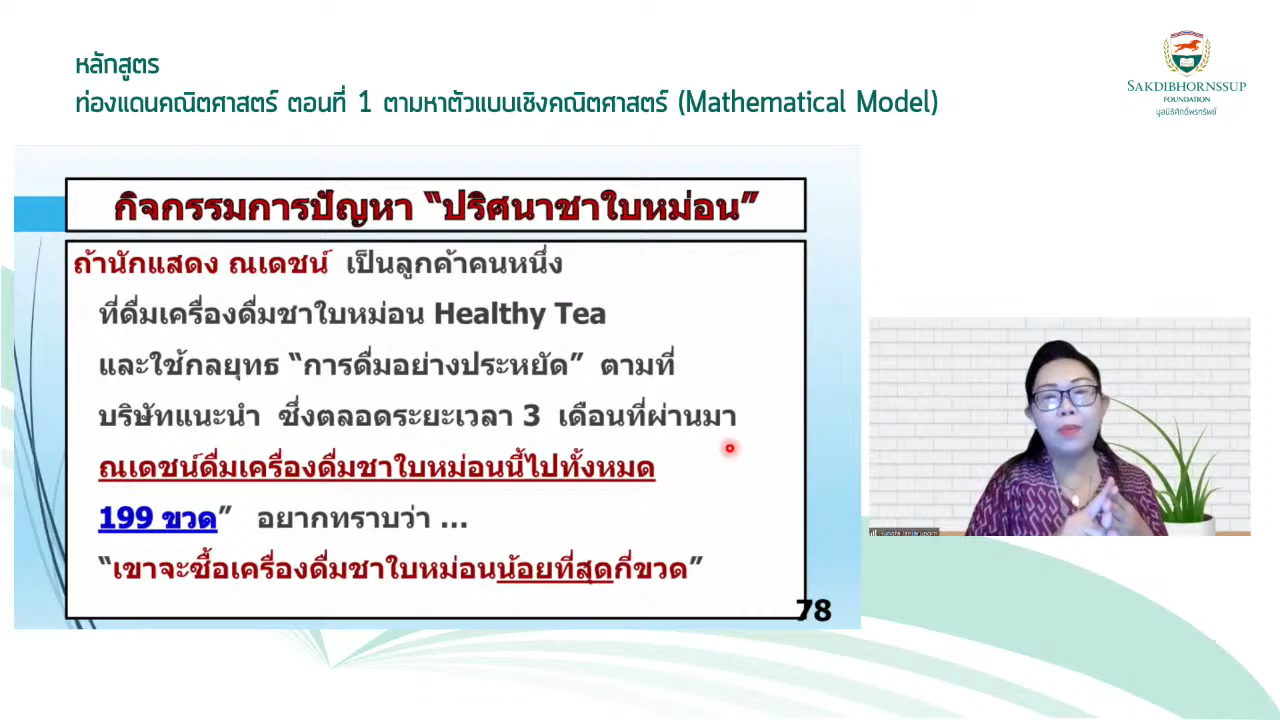 หลักสูตร
ท่องแดนคณิตศาสตร์ ตอนที่ 1 ตามหาตัวแบบเชิงคณิตศาสตร์ (Mathematical Model)
SAKDIBHORNSSUP
FOUNDATION
มูลนิธิศักดิ์พรทรัพย์
กิจกรรมการปัญหา “ปริศนาชาใบหม่อน”
ถ้านักแสดง ณเดชน์ เป็นลูกค้าคนหนึ่ง
ที่ดื่มเครื่องดื่มชาใบหม่อน Healthy Tea
และใช้กลยุทธ “การดื่มอย่างประหยัด” ตามที่
บริษัทแนะนำ ซึ่งตลอดระยะเวลา 3 เดือนที่ผ่านมา
ณเดชน์ดื่มเครื่องดื่มชาใบหม่อนนี้ไปทั้งหมด
199 ขวด” อยากทราบว่า ...
“เขาจะซื้อเครื่องดื่มชาใบหม่อนน้อยที่สุดกี่ขวด”
78